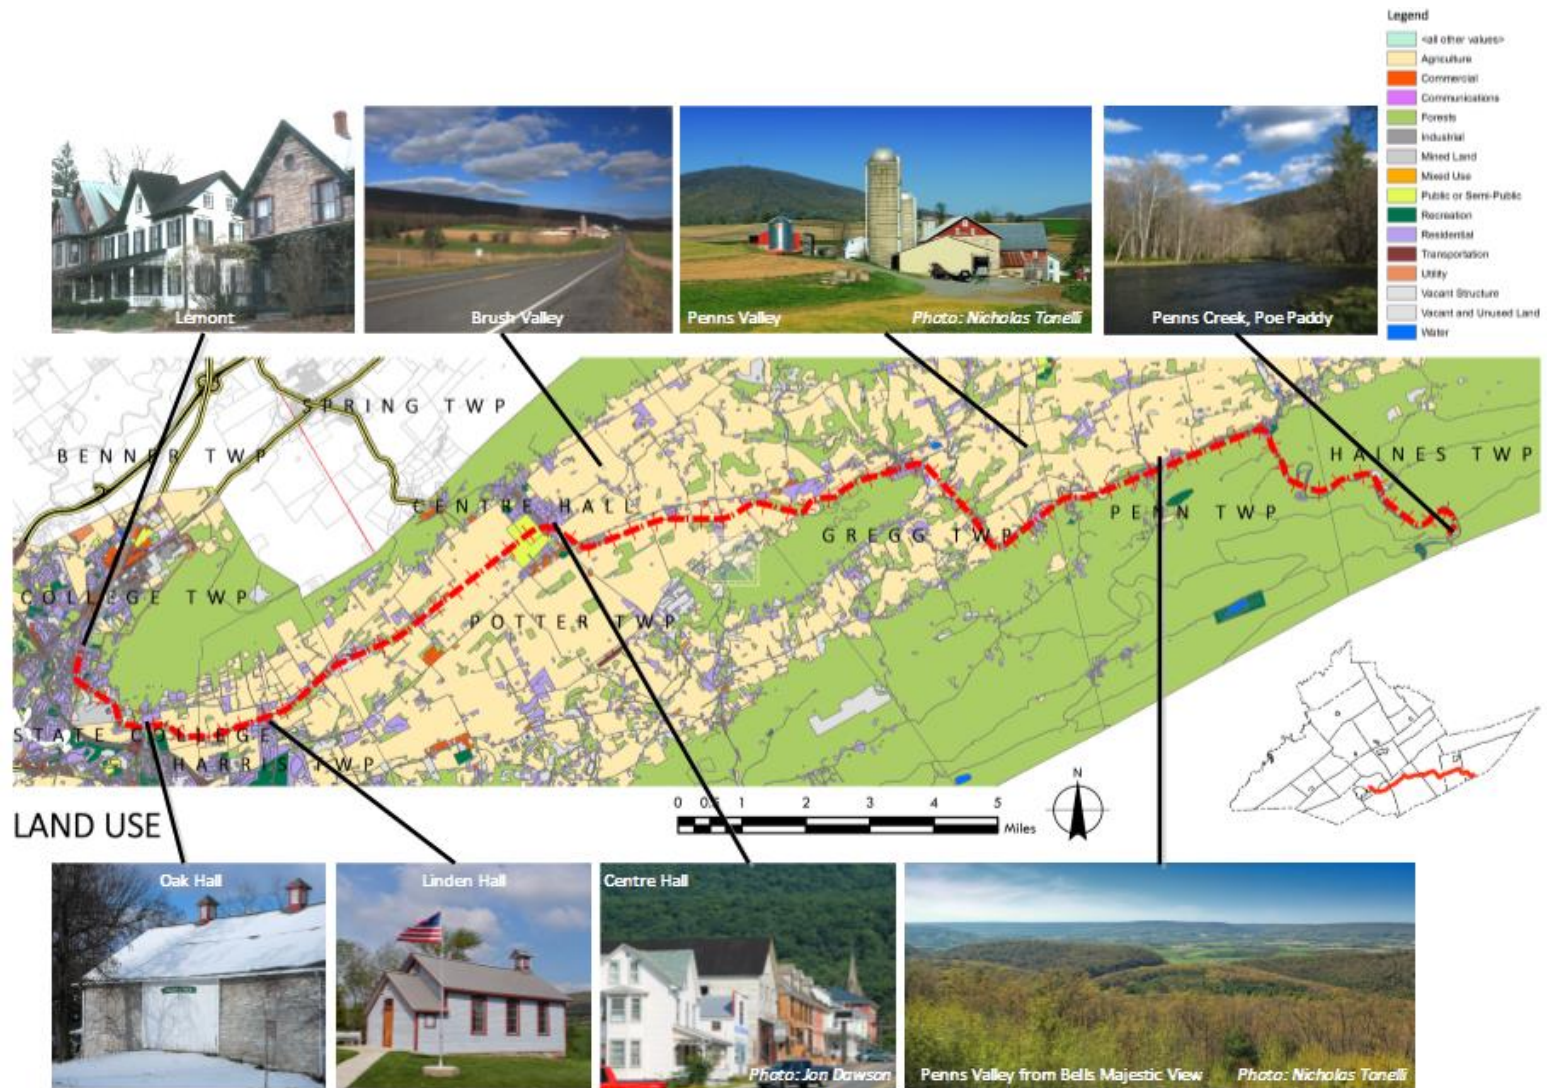 Legend
<all other values>
Agriculture
Commercial
Communications
Forests
Industrial
Mined Land
Mixed Use
Public or Semi-Public
Recreation
Residential
Transportation
Utility
Vacant Structure
Vacant and Unused Land
Water
Lemont
Brush Valley
Penns Valley
Photo: Nicholas Tonelli
Penns Creek, Poe Paddy
SPRING TWP
BENNER TWP
HAINES TWP
CENTRE HALL
PENN TWP
GREGG TWP
COLLEGE TWP
POTTER TWP
STATE COLLEGE
HARRIS TWP
N
0 0.5 1 2 3 4 5
Miles
LAND USE
Oak Hall
Linden Hall
Centre Hall
Photo: Jon Dawson
Penns Valley from Bells Majestic View
Photo: Nicholas Tonelli